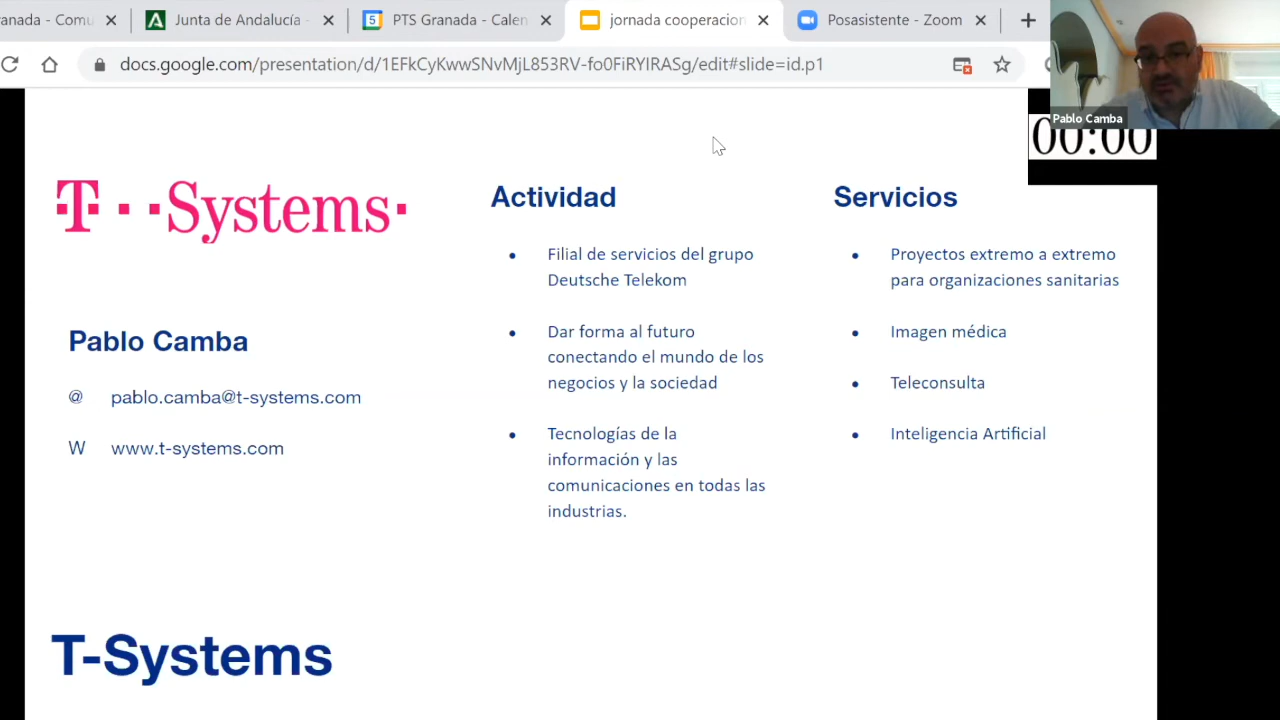 ranada - Comu
Junta de Andalucía -
5
PTS Granada - Calen
jornada cooperacion
Posasistente - Zoom
docs.google.com/presentation/d/1EFkCyKwwSNvMjL853RV-fo0FiRYIRASg/edit#slide=id.p1
Pablo Camba
00:00
T··Systems·
Pablo Camba
@ pablo.camba@t-systems.com
W www.t-systems.com
Actividad
• Filial de servicios del grupo
Deutsche Telekom
• Dar forma al futuro
conectando el mundo de los
negocios y la sociedad
• Tecnologías de la
información y las
comunicaciones en todas las
industrias.
Servicios
• Proyectos extremo a extremo
para organizaciones sanitarias
• Imagen médica
• Teleconsulta
• Inteligencia Artificial
T-Systems